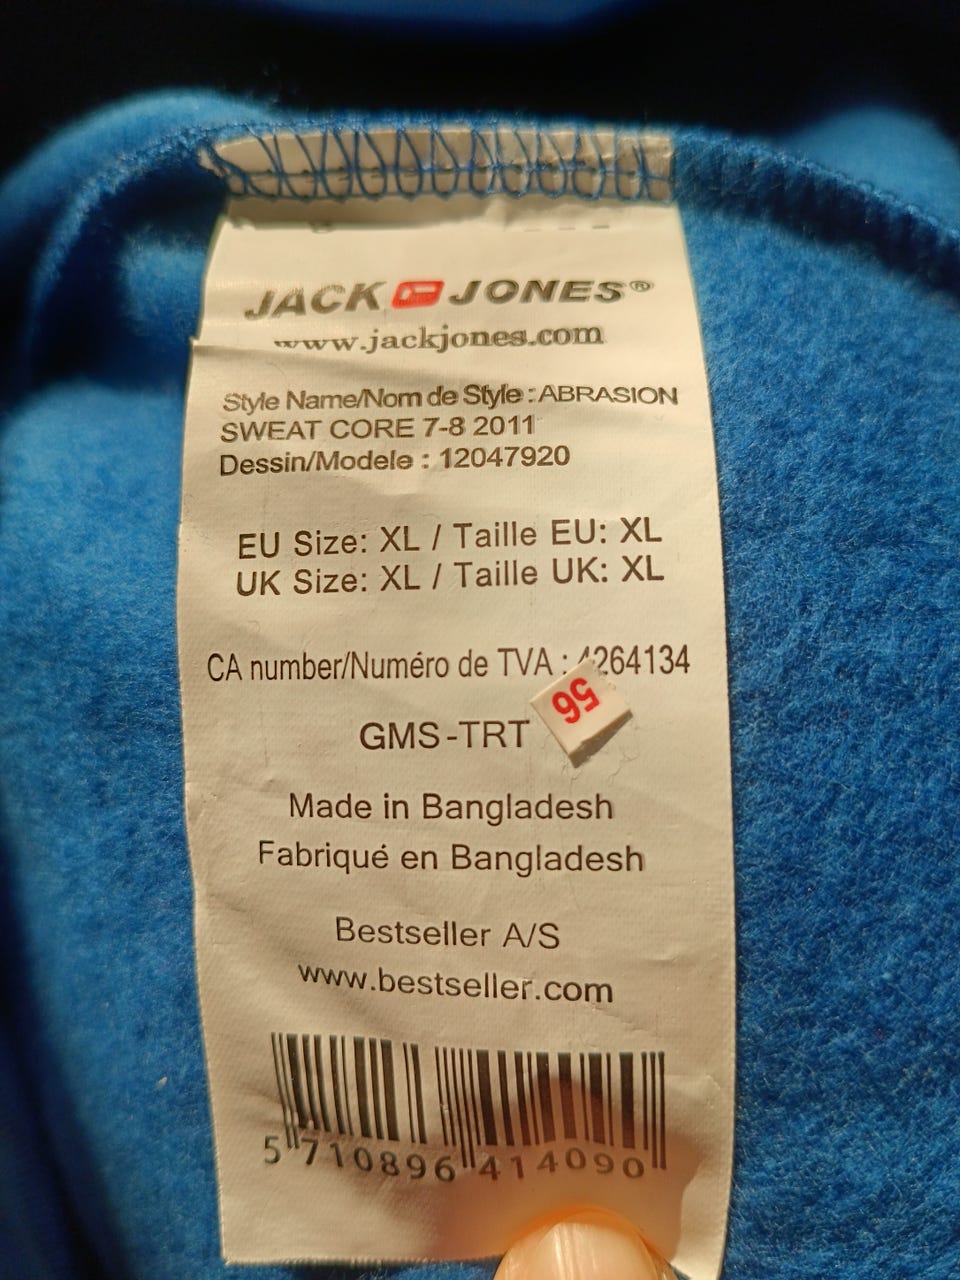 JACK JONES®
www.jackjones.com
Style Name/Nom de Style : ABRASION
SWEAT CORE 7-8 2011
Dessin/Modele : 12047920
EU Size: XL / Taille EU: XL
UK Size: XL / Taille UK: XL
CA number/Numéro de TVA : 4264134
56
GMS-TRT
Made in Bangladesh
Fabriqué en Bangladesh
Bestseller A/S
www.bestseller.com
5 710896 414090